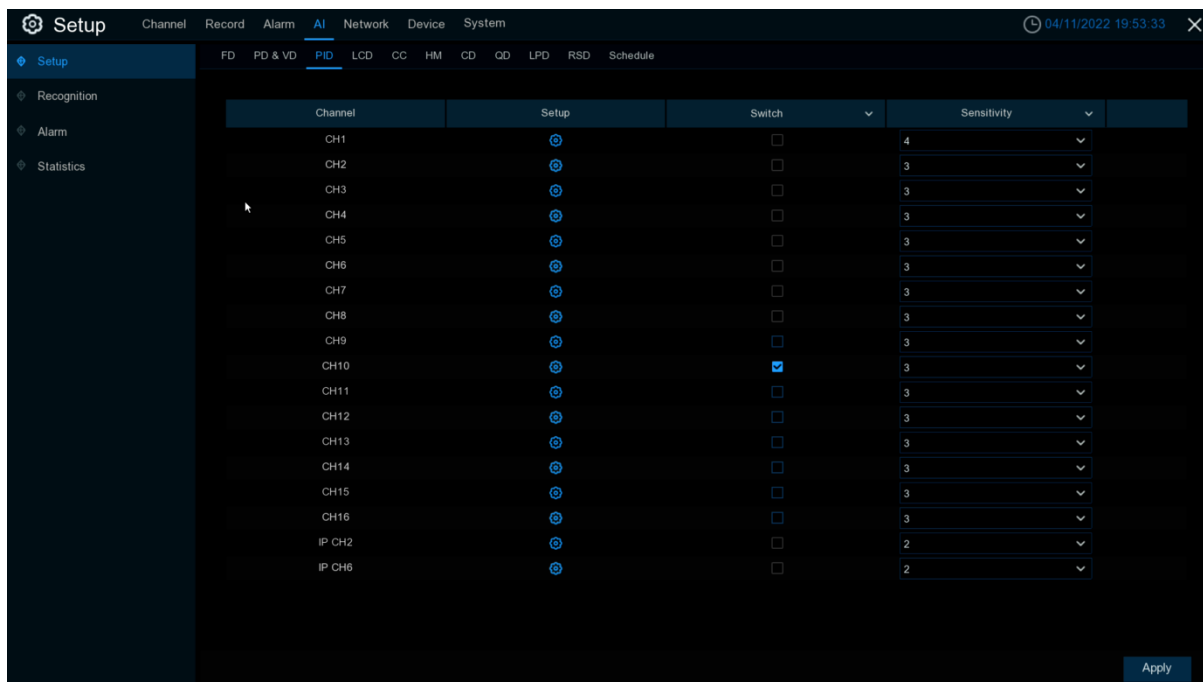 Setup Channel Record Alarm AI Network Device System 04/11/2022 19:53:33
Setup
Recognition
Alarm
Statistics
FD PD & VD PID LCD CC HM CD QD LPD RSD Schedule
Channel Setup Switch Sensitivity
CH1 4
CH2 3
CH3 3
CH4 3
CH5 3
CH6 3
CH7 3
CH8 3
CH9 3
CH10 3
CH11 3
CH12 3
CH13 3
CH14 3
CH15 3
CH16 3
IP CH2 2
IP CH6 2
Apply